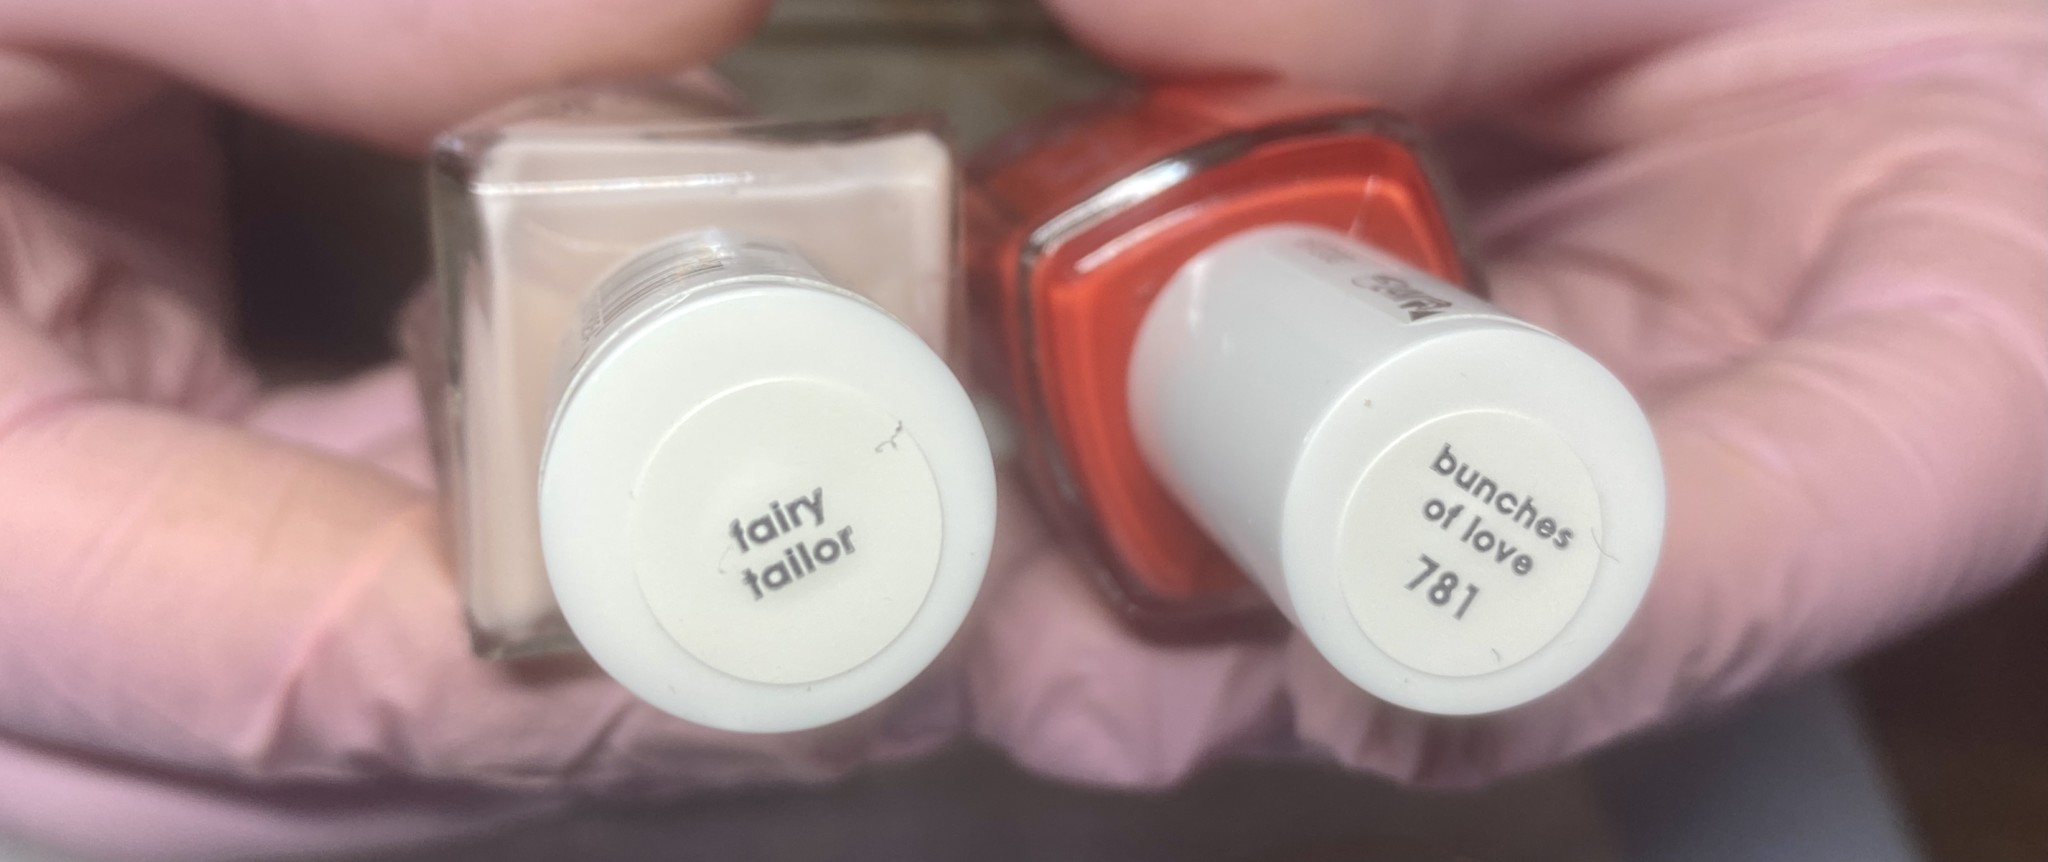 fairy
tailor
bunches
of love
781